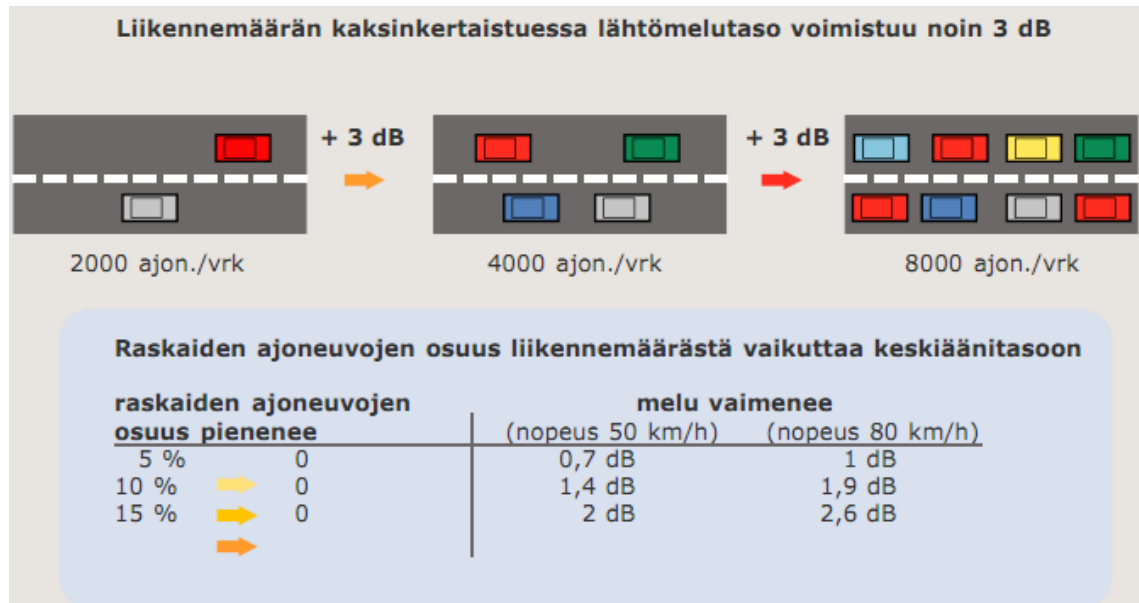 Liikennemäärän kaksinkertaistuessa lähtömelutaso voimistuu noin 3 dB
+ 3 dB
+ 3 dB
2000 ajon./vrk
4000 ajon./vrk
8000 ajon./vrk
Raskaiden ajoneuvojen osuus liikennemäärästä vaikuttaa keskiäänitasoon
raskaiden ajoneuvojen melu vaimenee
osuus pienenee (nopeus 50 km/h) (nopeus 80 km/h)
5 % 0 0,7 dB 1 dB
10 % 0 1,4 dB 1,9 dB
15 % 0 2 dB 2,6 dB